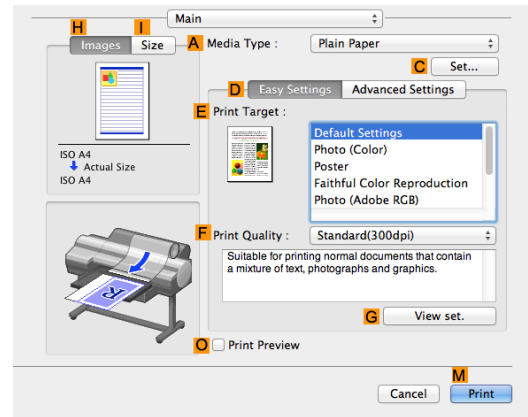 Main
H I
Images Size
A Media Type : Plain Paper
C Set...
D Easy Settings Advanced Settings
E Print Target :
Default Settings
Photo (Color)
Poster
Faithful Color Reproduction
Photo (Adobe RGB)
ISO A4
Actual Size
ISO A4
F Print Quality : Standard(300dpi)
Suitable for printing normal documents that contain
a mixture of text, photographs and graphics.
R
G View set.
O Print Preview
M
Cancel Print